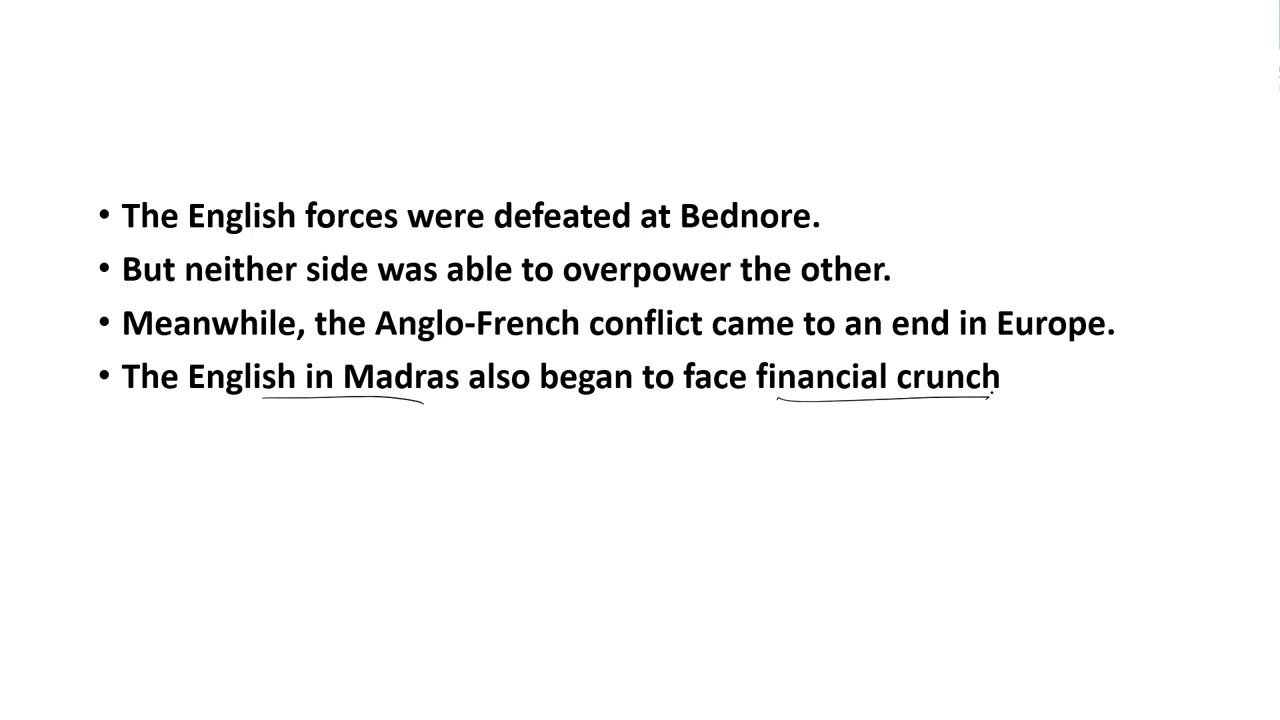 • The English forces were defeated at Bednore.
• But neither side was able to overpower the other.
• Meanwhile, the Anglo-French conflict came to an end in Europe.
• The English in Madras also began to face financial crunch